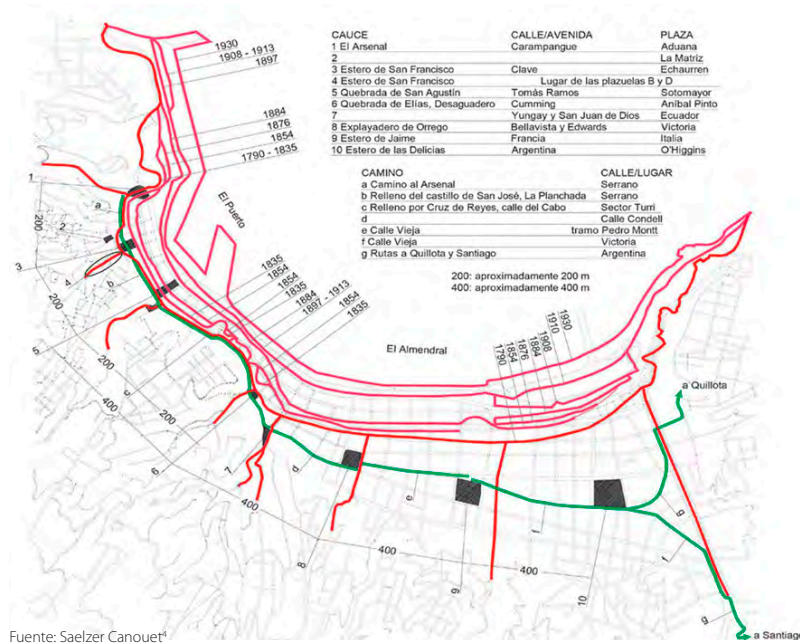 CAUCE CALLE/AVENIDA PLAZA
1 El Arsenal Carampangue Aduana
2 La Matriz
3 Estero de San Francisco Clave Echaurren
4 Estero de San Francisco Lugar de las plazuelas B y D
5 Quebrada de San Agustín Tomás Ramos Sotomayor
6 Quebrada de Elías, Desaguadero Cumming Aníbal Pinto
7 Yungay y San Juan de Dios Ecuador
8 Explayadero de Orrego Bellavista y Edwards Victoria
9 Estero de Jaime Francia Italia
10 Estero de las Delicias Argentina O'Higgins
CAMINO CALLE/LUGAR
a Camino al Arsenal Serrano
b Relleno del castillo de San José, La Planchada Serrano
c Relleno por Cruz de Reyes, calle del Cabo Sector Turri
d Calle Condell
e Calle Vieja tramo Pedro Montt
f Calle Vieja Victoria
g Rutas a Quillota y Santiago Argentina
200: aproximadamente 200 m
400: aproximadamente 400 m
1930
1908 - 1913
1897
1884
1876
1854
1790 - 1835
El Puerto
1
a
200
2
3
4
b
200
5
200
c
400
200
6
7
400
d
8
e
400
9
f
400
10
g
f
g
1835
1854
1854
1835
1884
1897 - 1913
1854
1835
El Almendral
1790
1854
1876
1884
1908
1910
1930
a Quillota
a Santiago
Fuente: Saelzer Canouet⁴